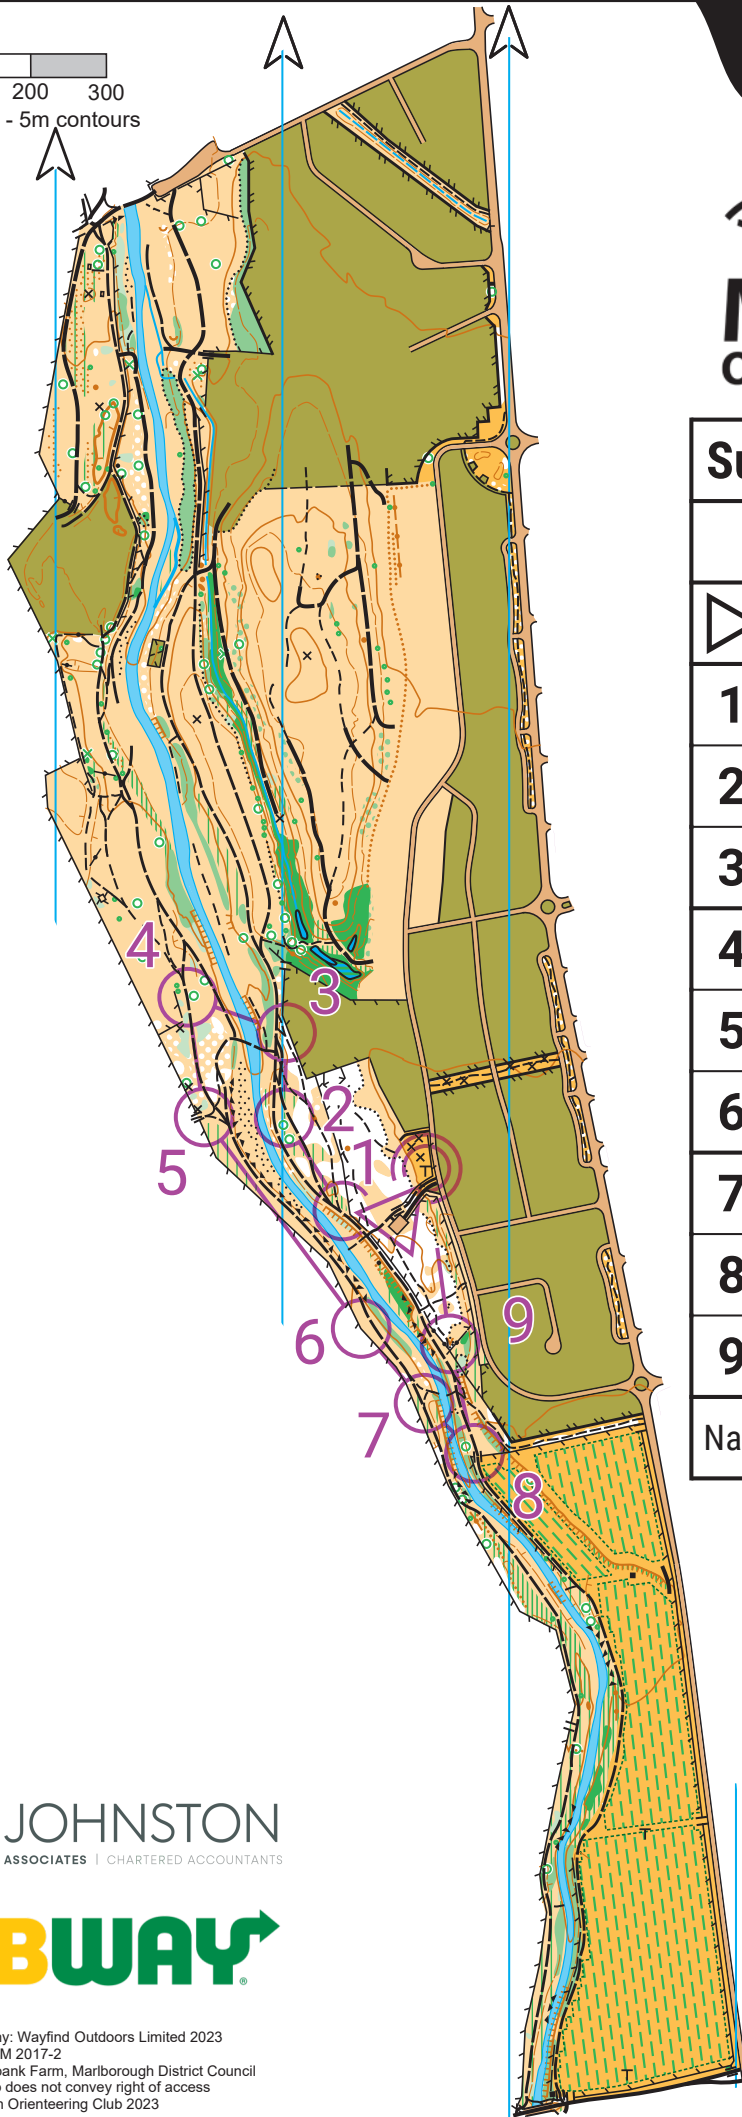 200 300
- 5m contours
4
3
2
1
5
9
6
7
8
1
2
3
4
5
6
7
8
9
Na
JOHNSTON
ASSOCIATES | CHARTERED ACCOUNTANTS
BWAY
®
y: Wayfind Outdoors Limited 2023
M 2017-2
bank Farm, Marlborough District Council
does not convey right of access
Orienteering Club 2023